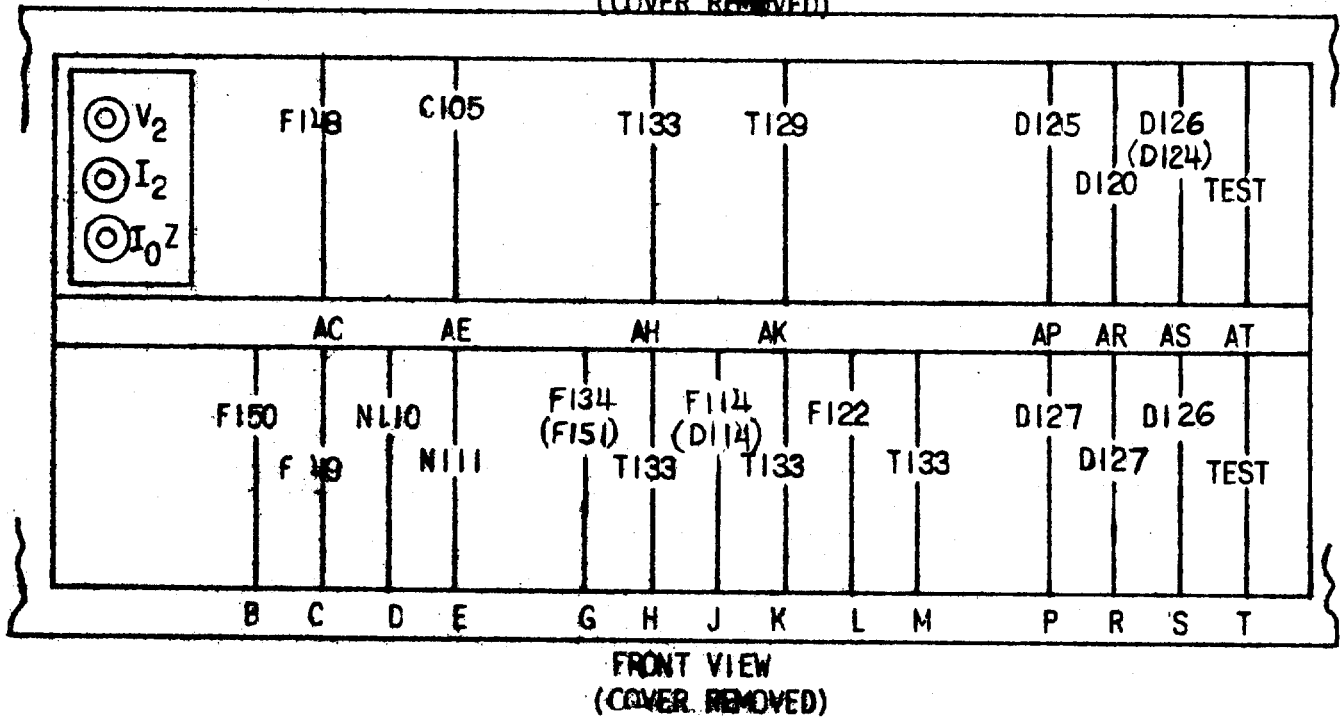 (COVER REMOVED)
V2
I2
I0Z
F148
C105
T133
T129
D125
D120
D126
(D124)
TEST
AC AE AH AK AP AR AS AT
F150
F149
N110
N111
F134
(F151)
T133
F114
(D114)
T133
F122
T133
D127
D127
D126
TEST
B C D E G H J K L M P R S T
FRONT VIEW
(COVER REMOVED)